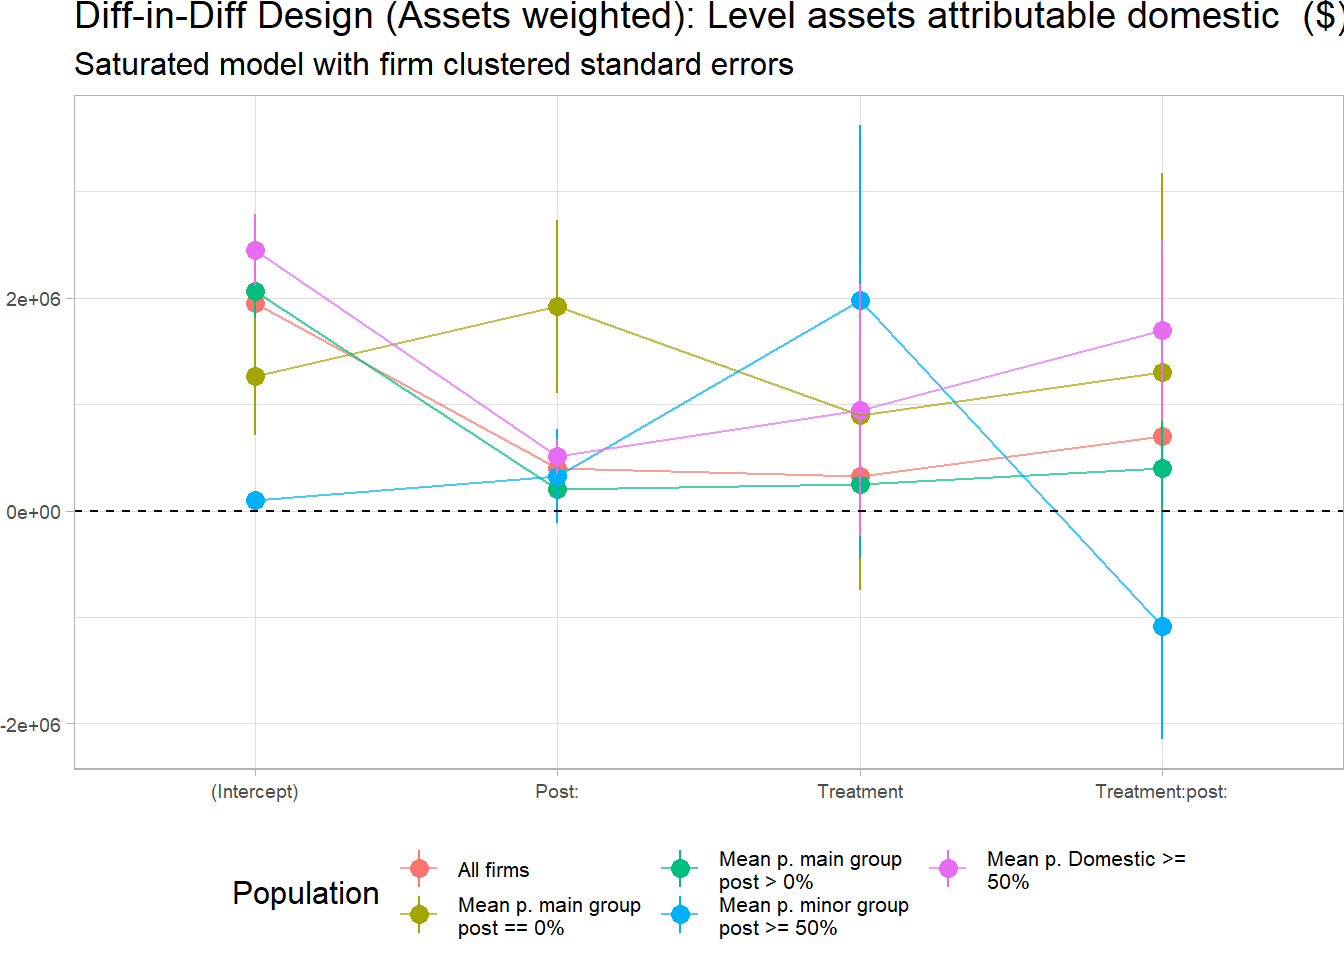 Diff-in-Diff Design (Assets weighted): Level assets attributable domestic  ($)
Saturated model with firm clustered standard errors
2e+06
0e+00
-2e+06
(Intercept)
Post:
Treatment
Treatment:post:
Population
All firms
Mean p. main group
post == 0%
Mean p. main group
post > 0%
Mean p. minor group
post >= 50%
Mean p. Domestic >=
50%